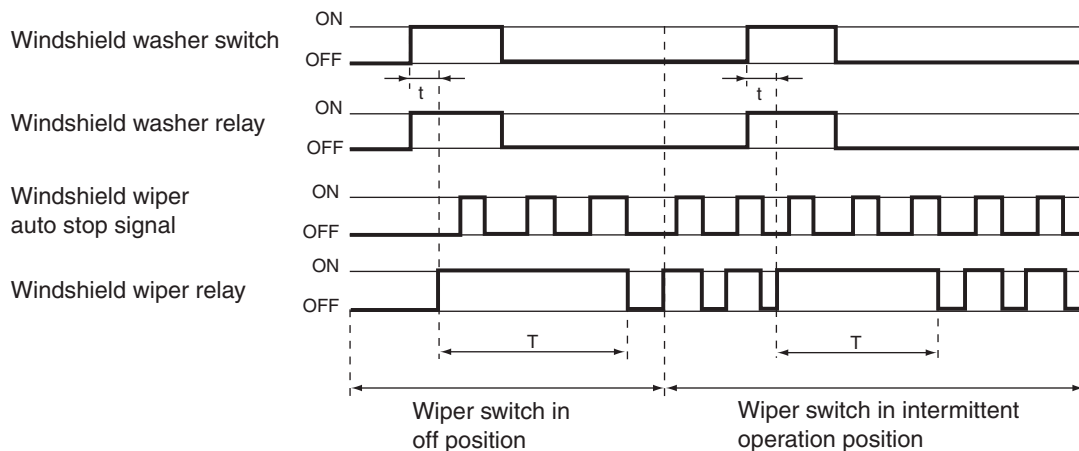 ON
Windshield washer switch
OFF
t
t
ON
Windshield washer relay
OFF
Windshield wiper
auto stop signal
ON
OFF
ON
Windshield wiper relay
OFF
T
T
Wiper switch in
off position
Wiper switch in intermittent
operation position